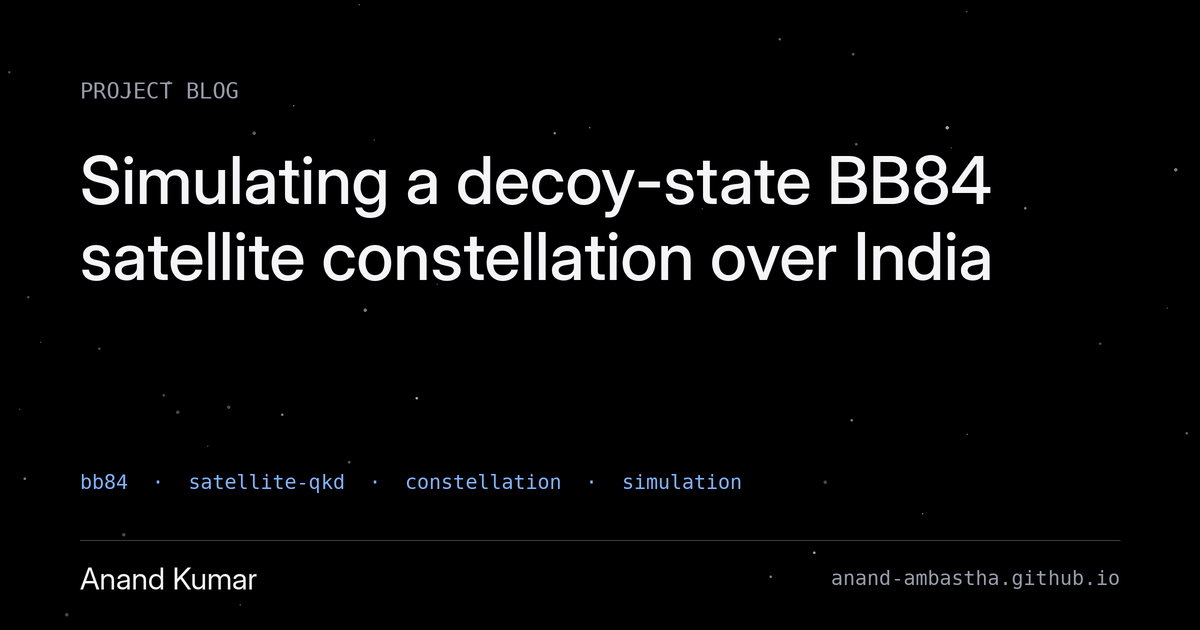 PROJECT BLOG
Simulating a decoy-state BB84
satellite constellation over India
bb84 · satellite-qkd · constellation · simulation
Anand Kumar
anand-ambastha.github.io